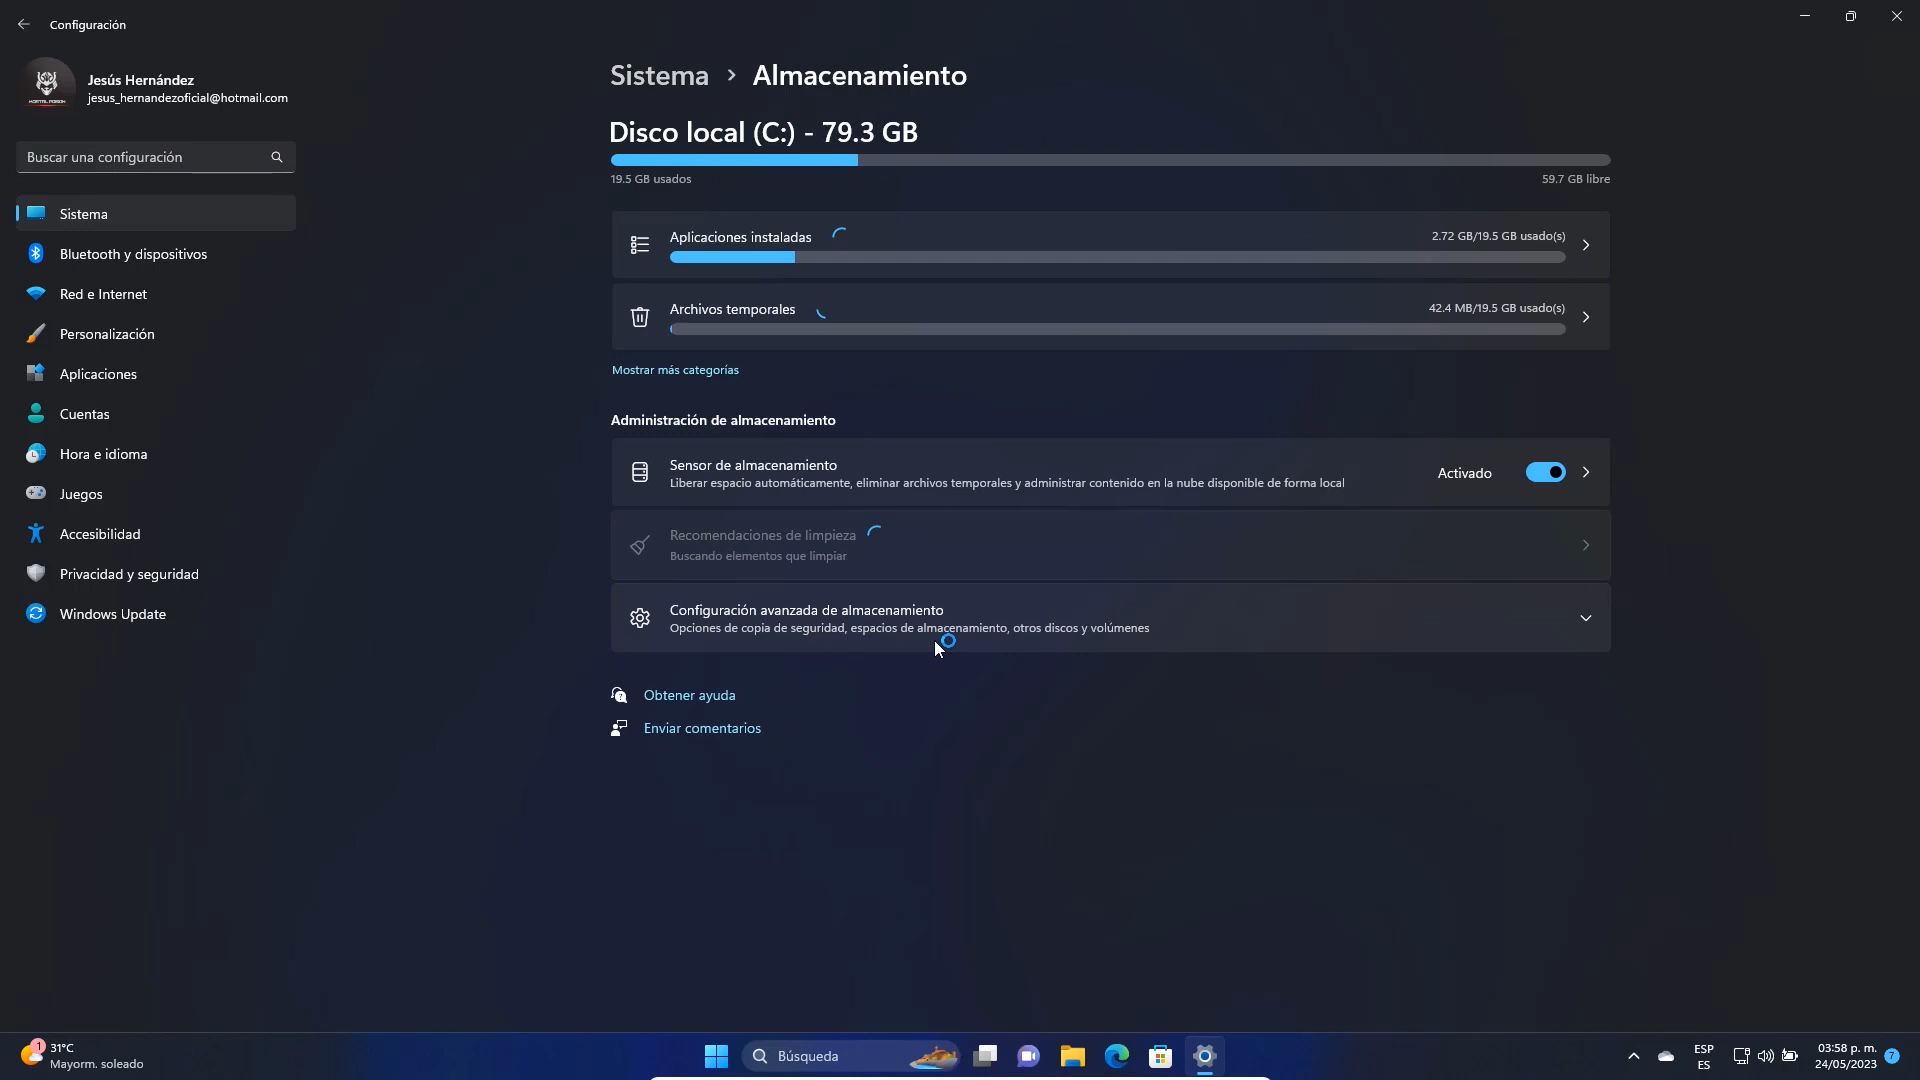 Configuración
Jesús Hernández
jesus_hernandezoficial@hotmail.com
Buscar una configuración
Sistema
Bluetooth y dispositivos
Red e Internet
Personalización
Aplicaciones
Cuentas
Hora e idioma
Juegos
Accesibilidad
Privacidad y seguridad
Windows Update
Sistema > Almacenamiento
Disco local (C:) - 79.3 GB
19.5 GB usados
59.7 GB libre
Aplicaciones instaladas
2.72 GB/19.5 GB usado(s)
Archivos temporales
42.4 MB/19.5 GB usado(s)
Mostrar más categorías
Administración de almacenamiento
Sensor de almacenamiento
Liberar espacio automáticamente, eliminar archivos temporales y administrar contenido en la nube disponible de forma local
Activado
Recomendaciones de limpieza
Buscando elementos que limpiar
Configuración avanzada de almacenamiento
Opciones de copia de seguridad, espacios de almacenamiento, otros discos y volúmenes
Obtener ayuda
Enviar comentarios
1
31°C
Mayorm. soleado
Búsqueda
ESP
ES
03:58 p. m.
24/05/2023
7